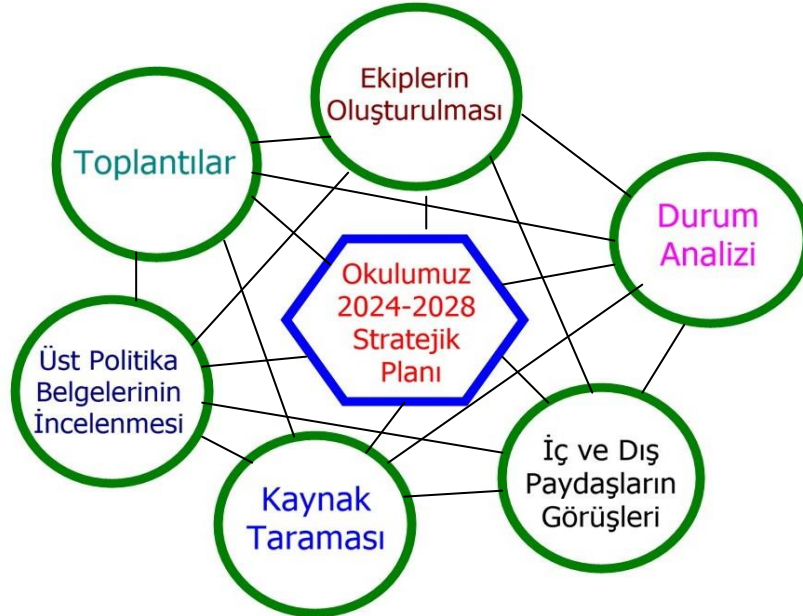 Ekiplerin
Oluşturulması
Toplantılar
Durum
Analizi
Okulumuz
2024-2028
Stratejik
Planı
Üst Politika
Belgelerinin
İncelenmesi
İç ve Dış
Paydaşların
Görüşleri
Kaynak
Taraması